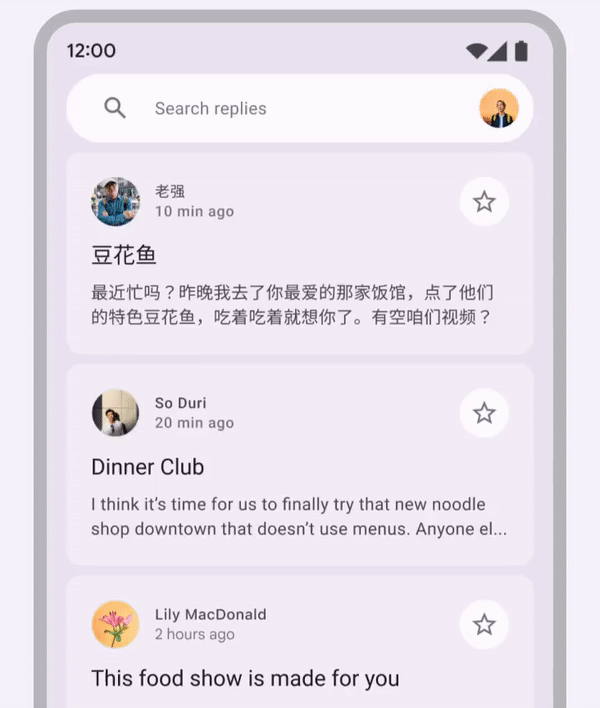 12:00
Search replies
老强
10 min ago
豆花鱼
最近忙吗？昨晚我去了你最爱的那家饭馆，点了他们
的特色豆花鱼，吃着吃着就想你了。有空咱们视频？
So Duri
20 min ago
Dinner Club
I think it’s time for us to finally try that new noodle
shop downtown that doesn’t use menus. Anyone el...
Lily MacDonald
2 hours ago
This food show is made for you